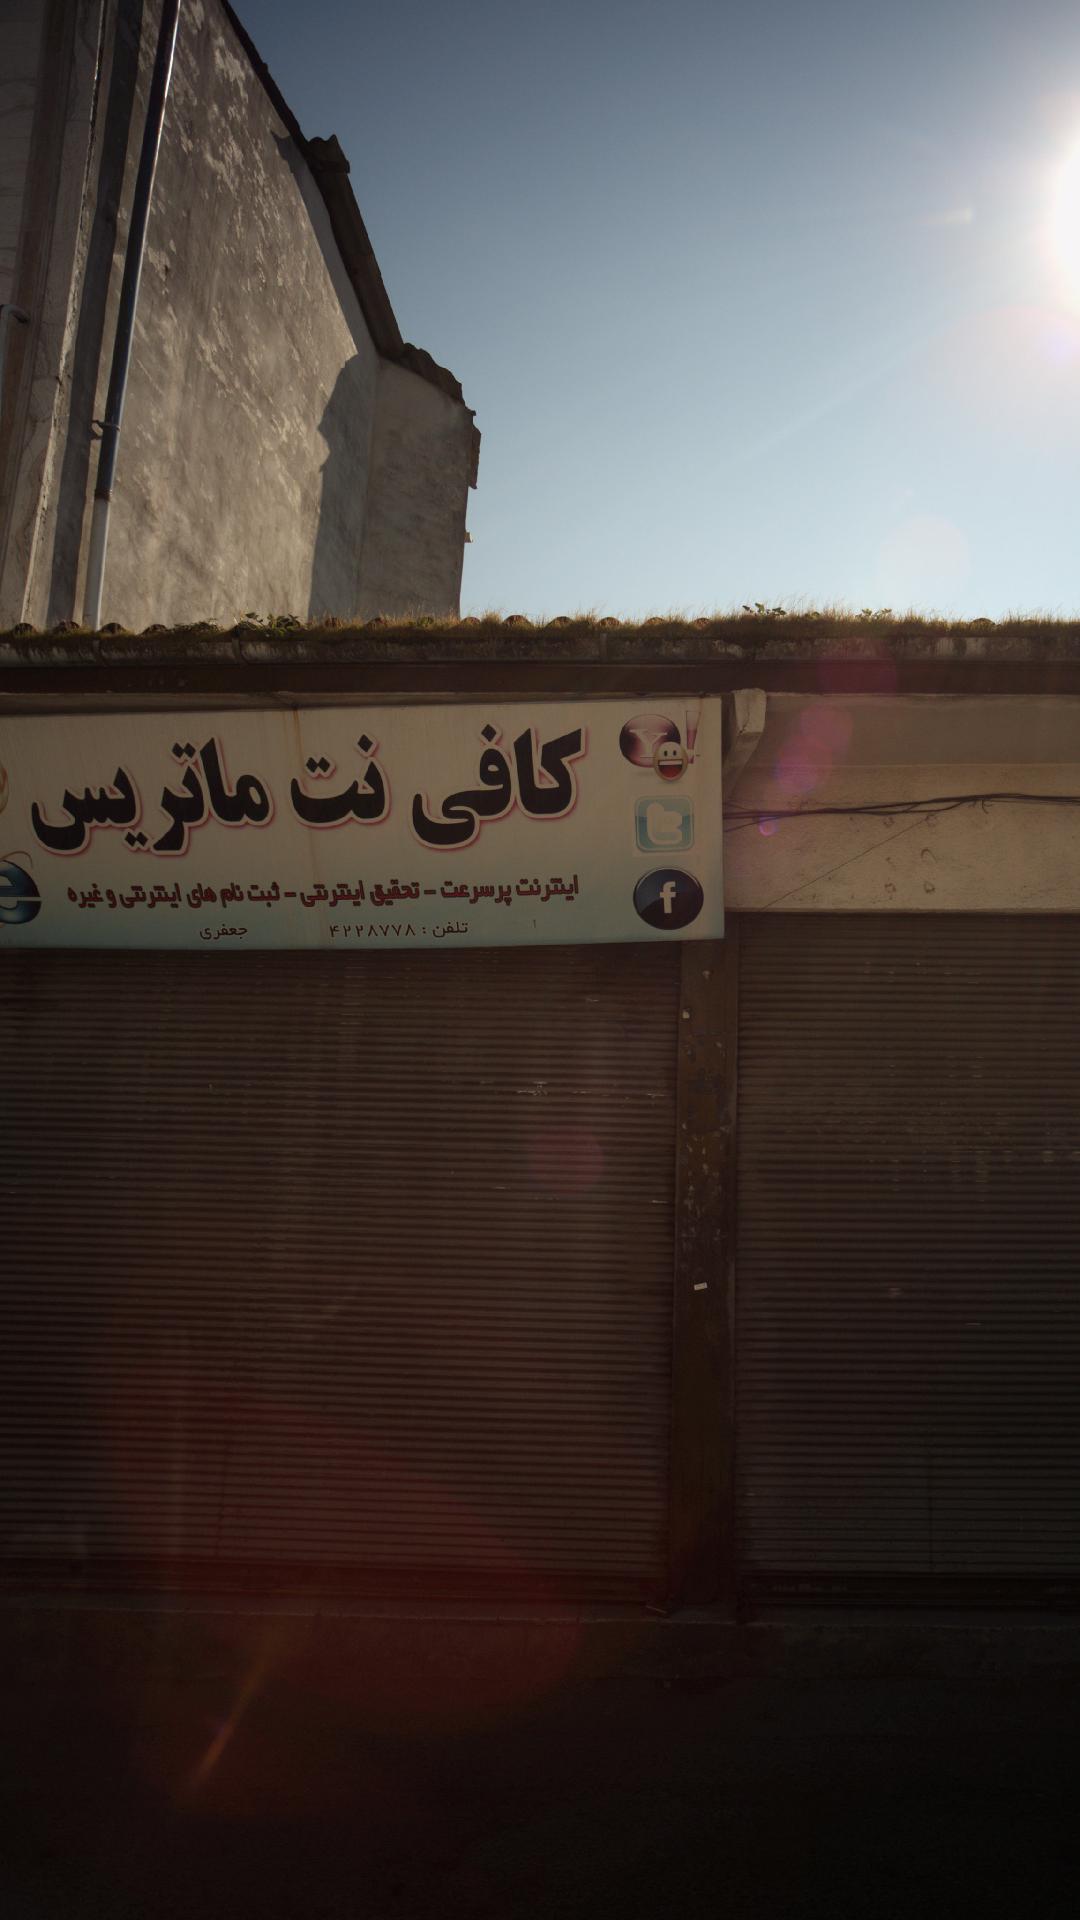 کافی نت ماتریس
اینترنت پرسرعت - تحقیق اینترنتی - ثبت نام های اینترنتی و غیره
تلفن : ۴۲۲۸۷۷۸ جعفری
Y!
t
f
e